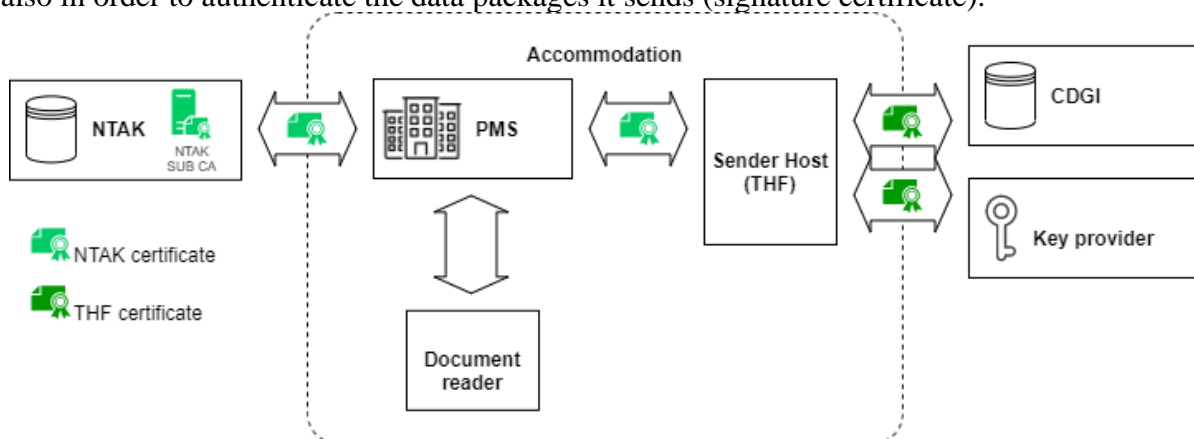 also in order to authenticate the data packages it sends (signature certificate).
Accommodation
NTAK
NTAK
SUB CA
PMS
Sender Host
(THF)
CDGI
Key provider
NTAK certificate
THF certificate
Document
reader